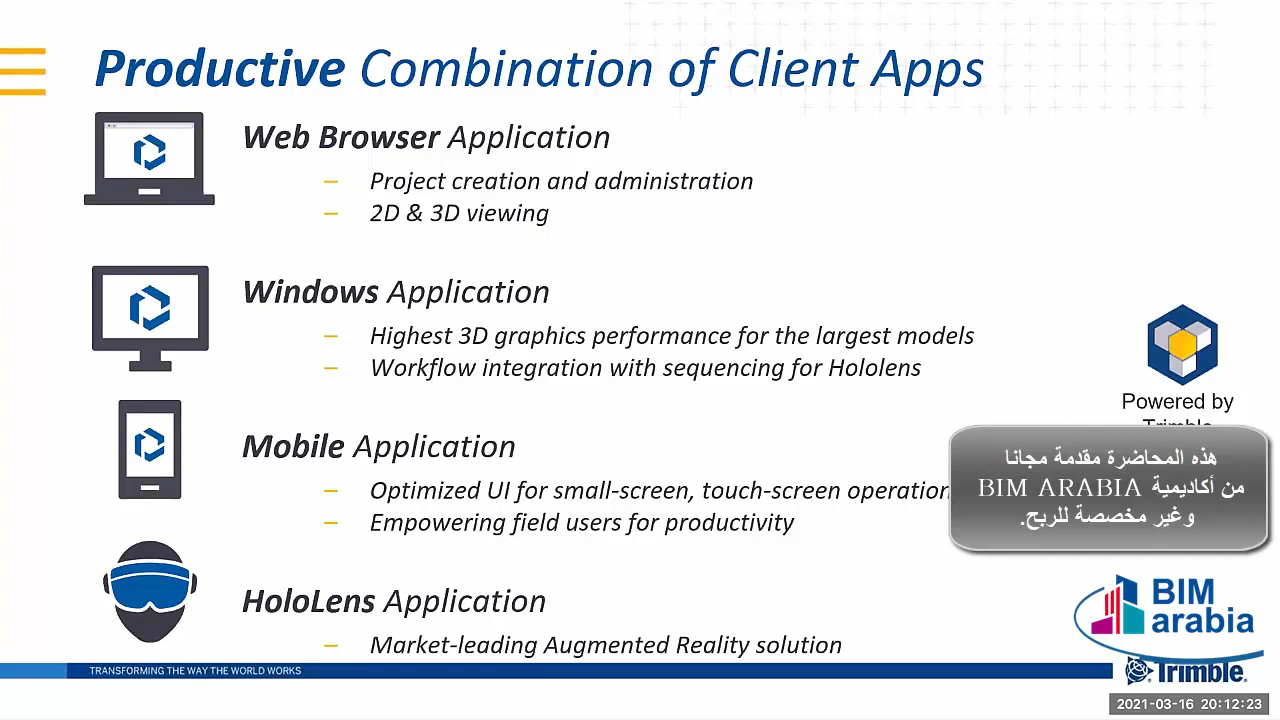 Productive Combination of Client Apps
Web Browser Application
– Project creation and administration
– 2D & 3D viewing
Windows Application
– Highest 3D graphics performance for the largest models
– Workflow integration with sequencing for Hololens
Powered by
Trimble
Mobile Application
– Optimized UI for small-screen, touch-screen operation
– Empowering field users for productivity
هذه المحاضرة مقدمة مجانا
من أكاديمية BIM ARABIA
وغير مخصصة للربح.
HoloLens Application
– Market-leading Augmented Reality solution
BIM
arabia
TRANSFORMING THE WAY THE WORLD WORKS
Trimble
2021-03-16 20:12:23